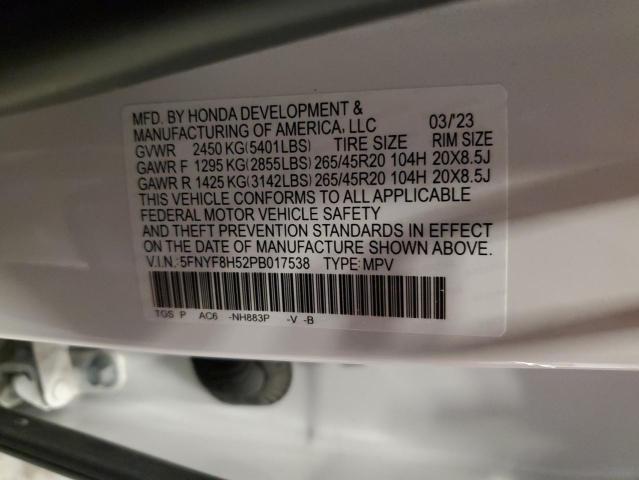 MFD. BY HONDA DEVELOPMENT &
MANUFACTURING OF AMERICA, LLC 03/'23
GVWR 2450 KG(5401LBS) TIRE SIZE RIM SIZE
GAWR F 1295 KG(2855LBS) 265/45R20 104H 20X8.5J
GAWR R 1425 KG(3142LBS) 265/45R20 104H 20X8.5J
THIS VEHICLE CONFORMS TO ALL APPLICABLE
FEDERAL MOTOR VEHICLE SAFETY
AND THEFT PREVENTION STANDARDS IN EFFECT
ON THE DATE OF MANUFACTURE SHOWN ABOVE.
V.I.N.: 5FNYF8H52PB017538 TYPE: MPV
TGS P AC6 -NH883P -V -B